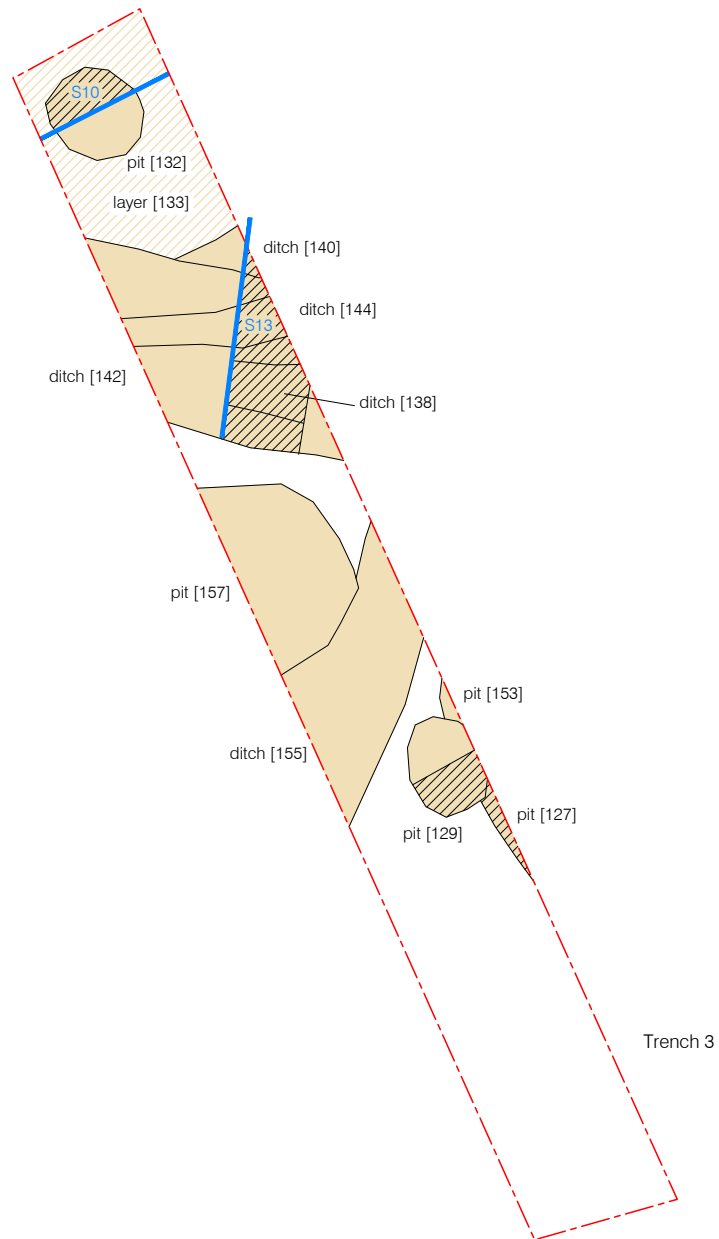 S10
pit [132]
layer [133]
ditch [140]
ditch [144]
S13
ditch [142]
ditch [138]
pit [157]
pit [153]
ditch [155]
pit [127]
pit [129]
Trench 3